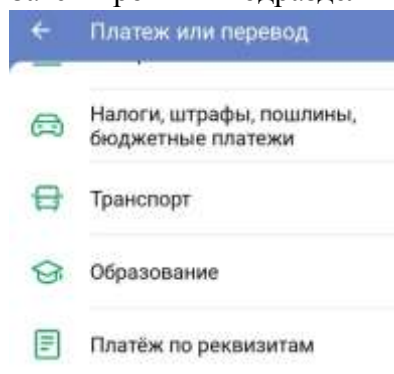 Платеж или перевод
Налоги, штрафы, пошлины,
бюджетные платежи
Транспорт
Образование
Платёж по реквизитам